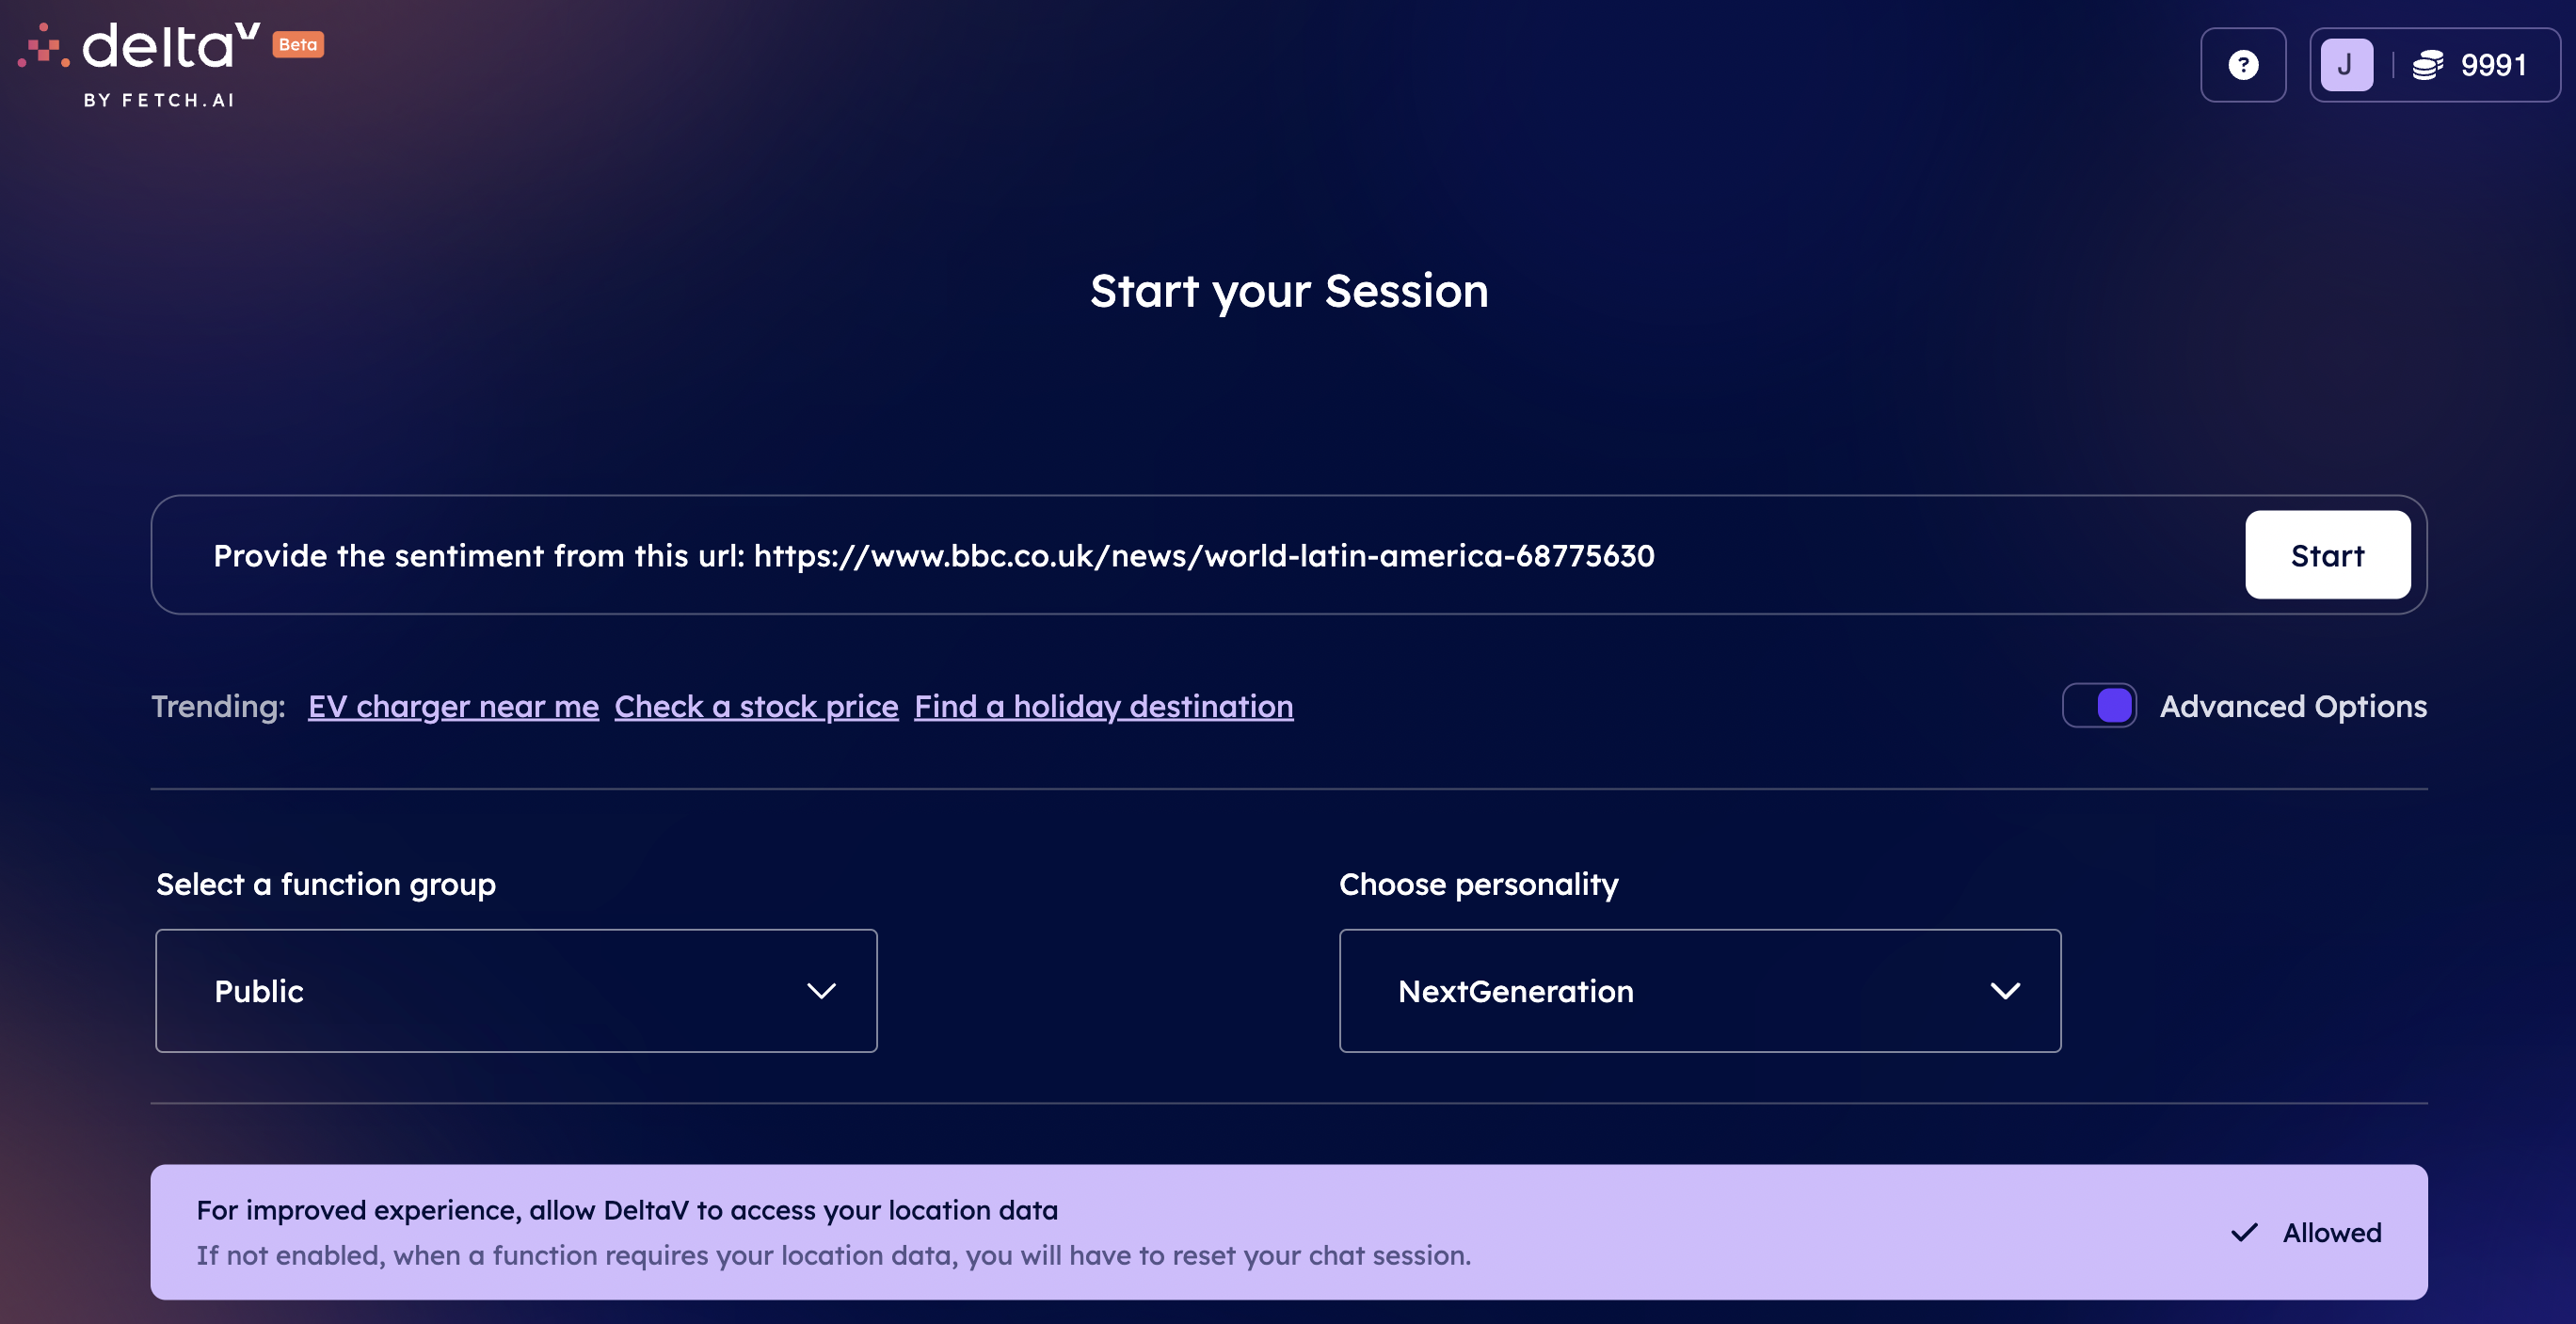 deltaV Beta
BY FETCH.AI
? J 9991
Start your Session
Provide the sentiment from this url: https://www.bbc.co.uk/news/world-latin-america-68775630 Start
Trending: EV charger near me Check a stock price Find a holiday destination Advanced Options
Select a function group
Public
Choose personality
NextGeneration
For improved experience, allow DeltaV to access your location data
If not enabled, when a function requires your location data, you will have to reset your chat session.
Allowed